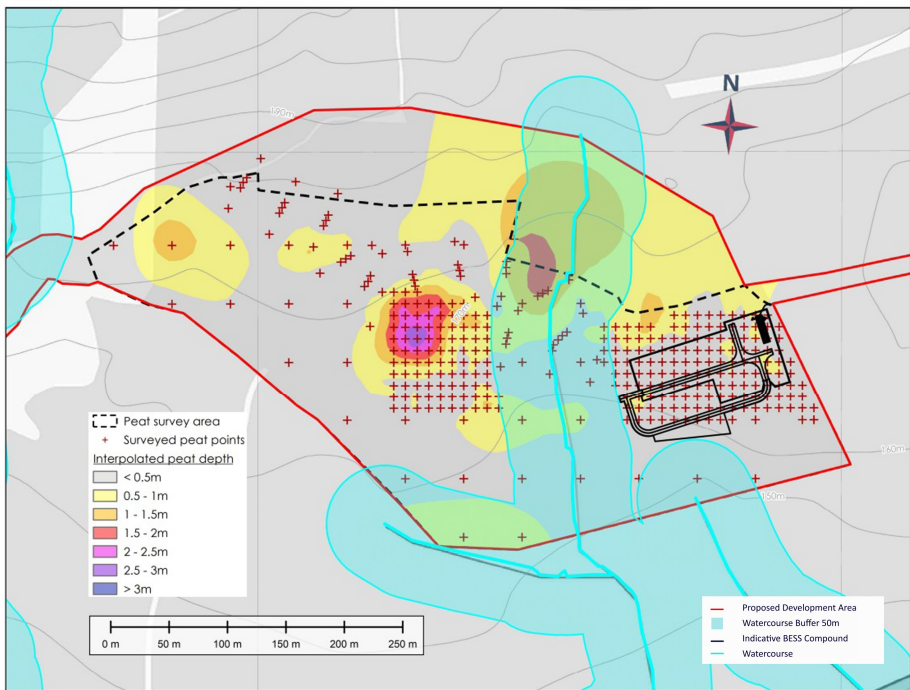 N
190m
180m
160m
150m
Peat survey area
Surveyed peat points
Interpolated peat depth
< 0.5m
0.5 - 1m
1 - 1.5m
1.5 - 2m
2 - 2.5m
2.5 - 3m
> 3m
0 m 50 m 100 m 150 m 200 m 250 m
Proposed Development Area
Watercourse Buffer 50m
Indicative BESS Compound
Watercourse